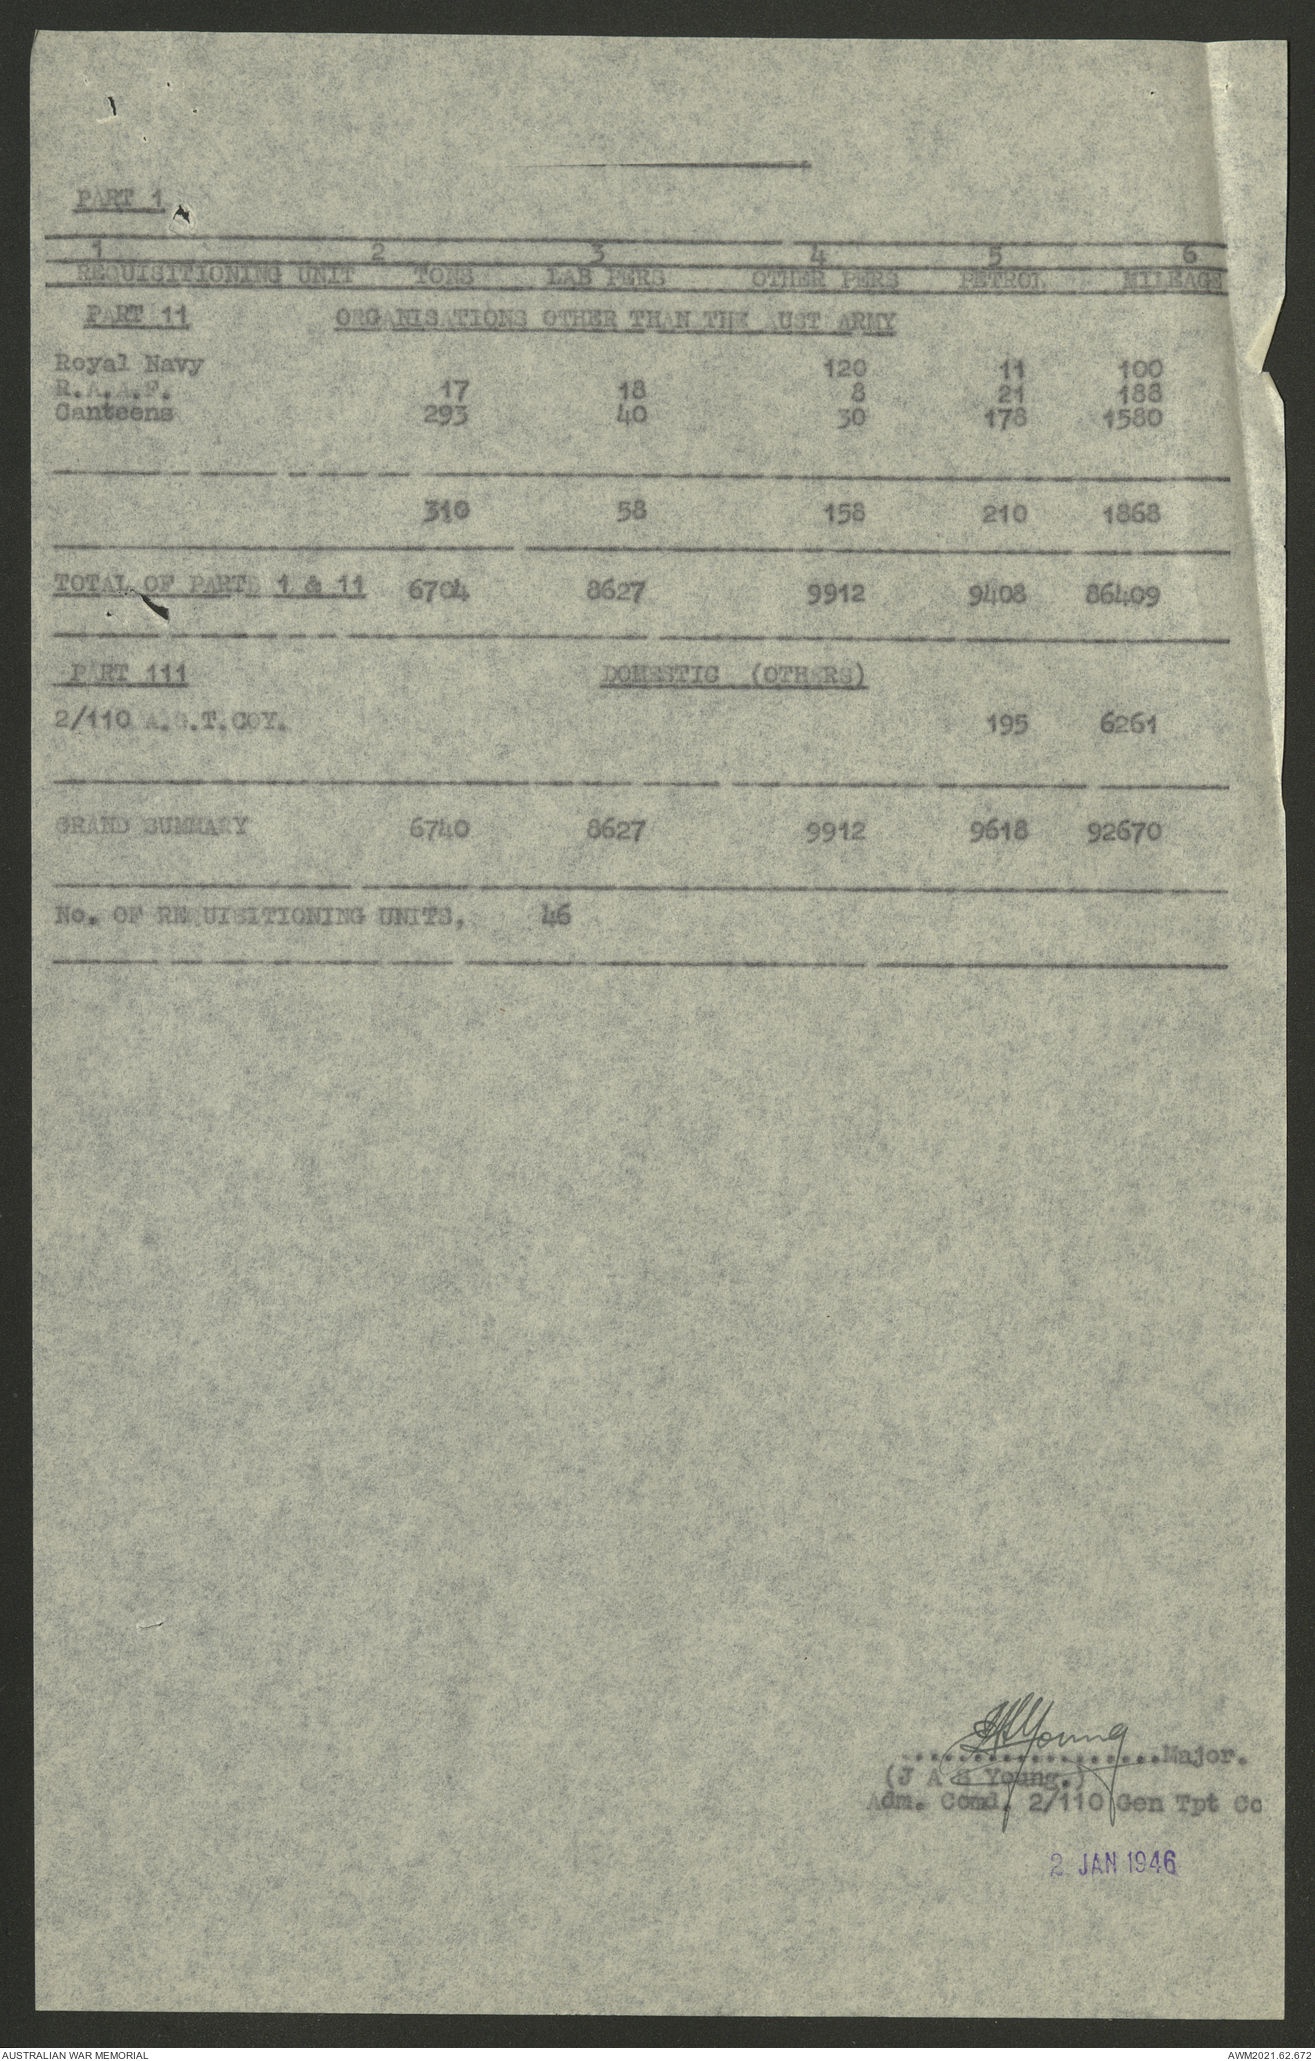 PART 1
1 2 3 4 5 6
REQUISITIONING UNIT TONS LAB PERS OTHER PERS PETROL MILEAGE
PART 11 ORGANISATIONS OTHER THAN THE AUST ARMY
Royal Navy 120 11 100
R.A.A.F. 17 18 8 21 188
Canteens 293 40 30 178 1580
310 58 158 210 1868
TOTAL OF PARTS 1 & 11 6704 8627 9912 9408 86409
PART 111 DOMESTIC (OTHERS)
2/110 A.G.T.COY. 195 6261
GRAND SUMMARY 6740 8627 9912 9618 92670
No. OF REQUISITIONING UNITS. 46
JASYoung
..................Major.
(J A S Young.)
Adm. Comd. 2/110 Gen Tpt Co
2 JAN 1946
AUSTRALIAN WAR MEMORIAL AWM2021.62.672